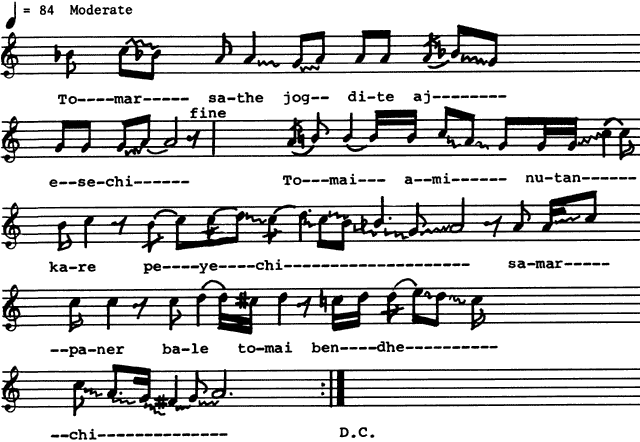 = 84 Moderate
To----mar----- sa-the jog-- di-te aj--------
fine
e--se-chi------ To---mai--- a--mi------ nu-tan-------
ka-re pe----ye----chi----------------------- sa-mar-----
--pa-ner ba-le to-mai ben----dhe----------
--chi-------------- D.C.